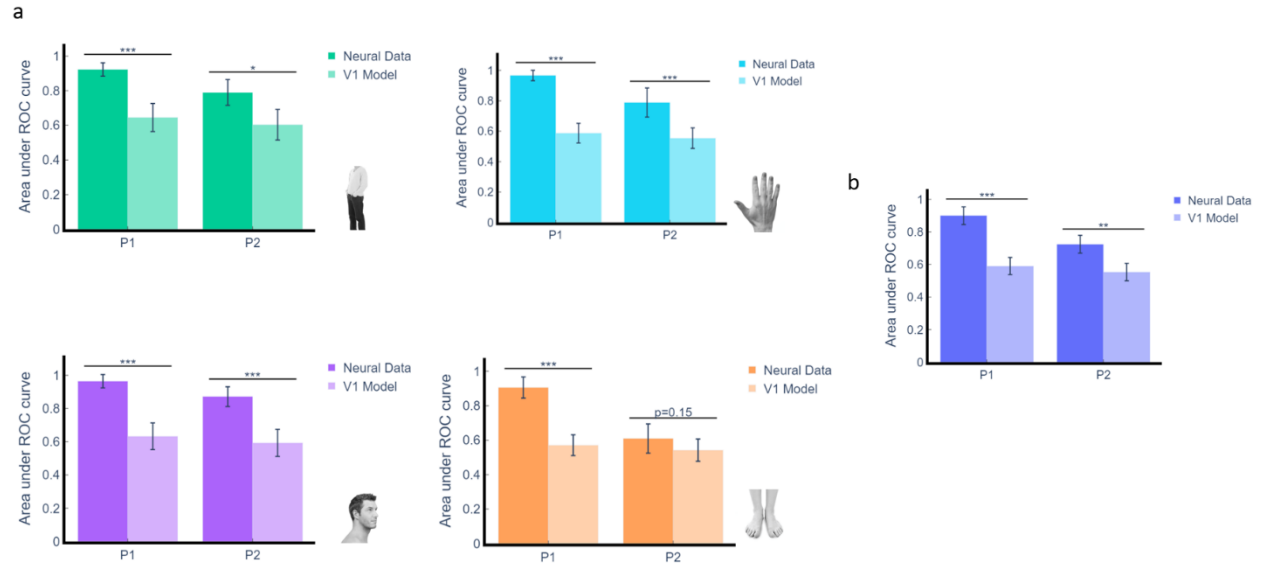 a
***
*
Neural Data
V1 Model
Area under ROC curve
1
0.8
0.6
0.4
0.2
0
P1
P2
***
***
Neural Data
V1 Model
Area under ROC curve
1
0.8
0.6
0.4
0.2
0
P1
P2
b
***
**
Neural Data
V1 Model
Area under ROC curve
1
0.8
0.6
0.4
0.2
0
P1
P2
***
***
Neural Data
V1 Model
Area under ROC curve
1
0.8
0.6
0.4
0.2
0
P1
P2
***
p=0.15
Neural Data
V1 Model
Area under ROC curve
1
0.8
0.6
0.4
0.2
0
P1
P2